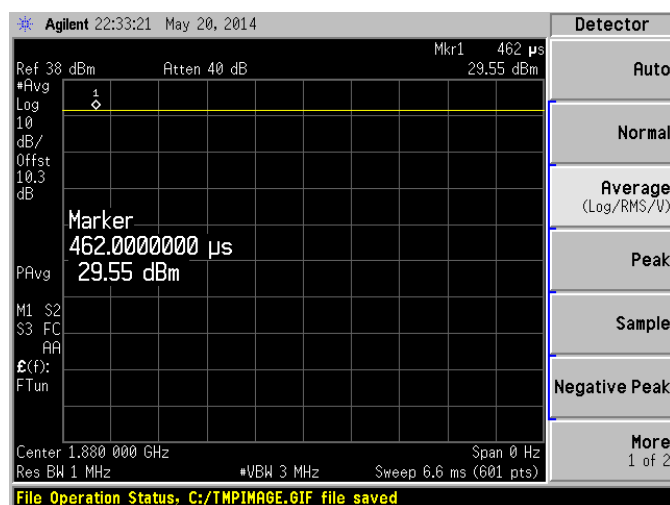 Agilent 22:33:21 May 20, 2014
Detector
Mkr1 462 µs
Ref 38 dBm Atten 40 dB 29.55 dBm
#Avg
Log
10
dB/
Offst
10.3
dB
1
Marker
462.0000000 µs
29.55 dBm
PAvg
M1 S2
S3 FC
AA
£(f):
FTun
Center 1.880 000 GHz Span 0 Hz
Res BW 1 MHz #VBW 3 MHz Sweep 6.6 ms (601 pts)
File Operation Status, C:/TMPIMAGE.GIF file saved
Auto
Normal
Average
(Log/RMS/V)
Peak
Sample
Negative Peak
More
1 of 2